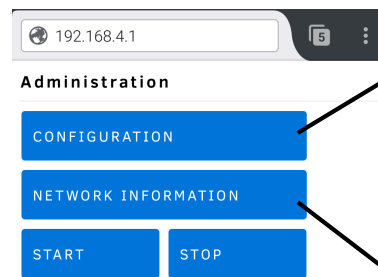 192.168.4.1
5
Administration
CONFIGURATION
NETWORK INFORMATION
START STOP